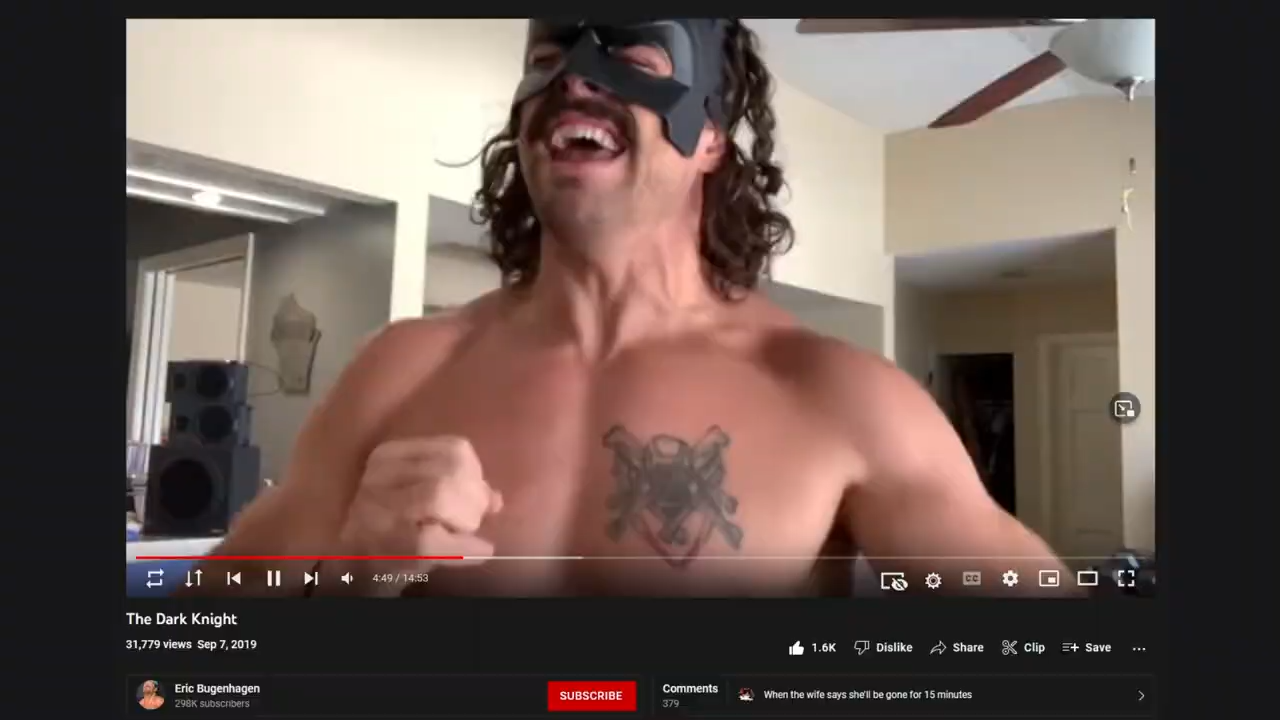 4:49 / 14:53
CC
The Dark Knight
31,779 views Sep 7, 2019
1.6K Dislike Share Clip Save
Eric Bugenhagen
298K subscribers
SUBSCRIBE
Comments
379
When the wife says she'll be gone for 15 minutes